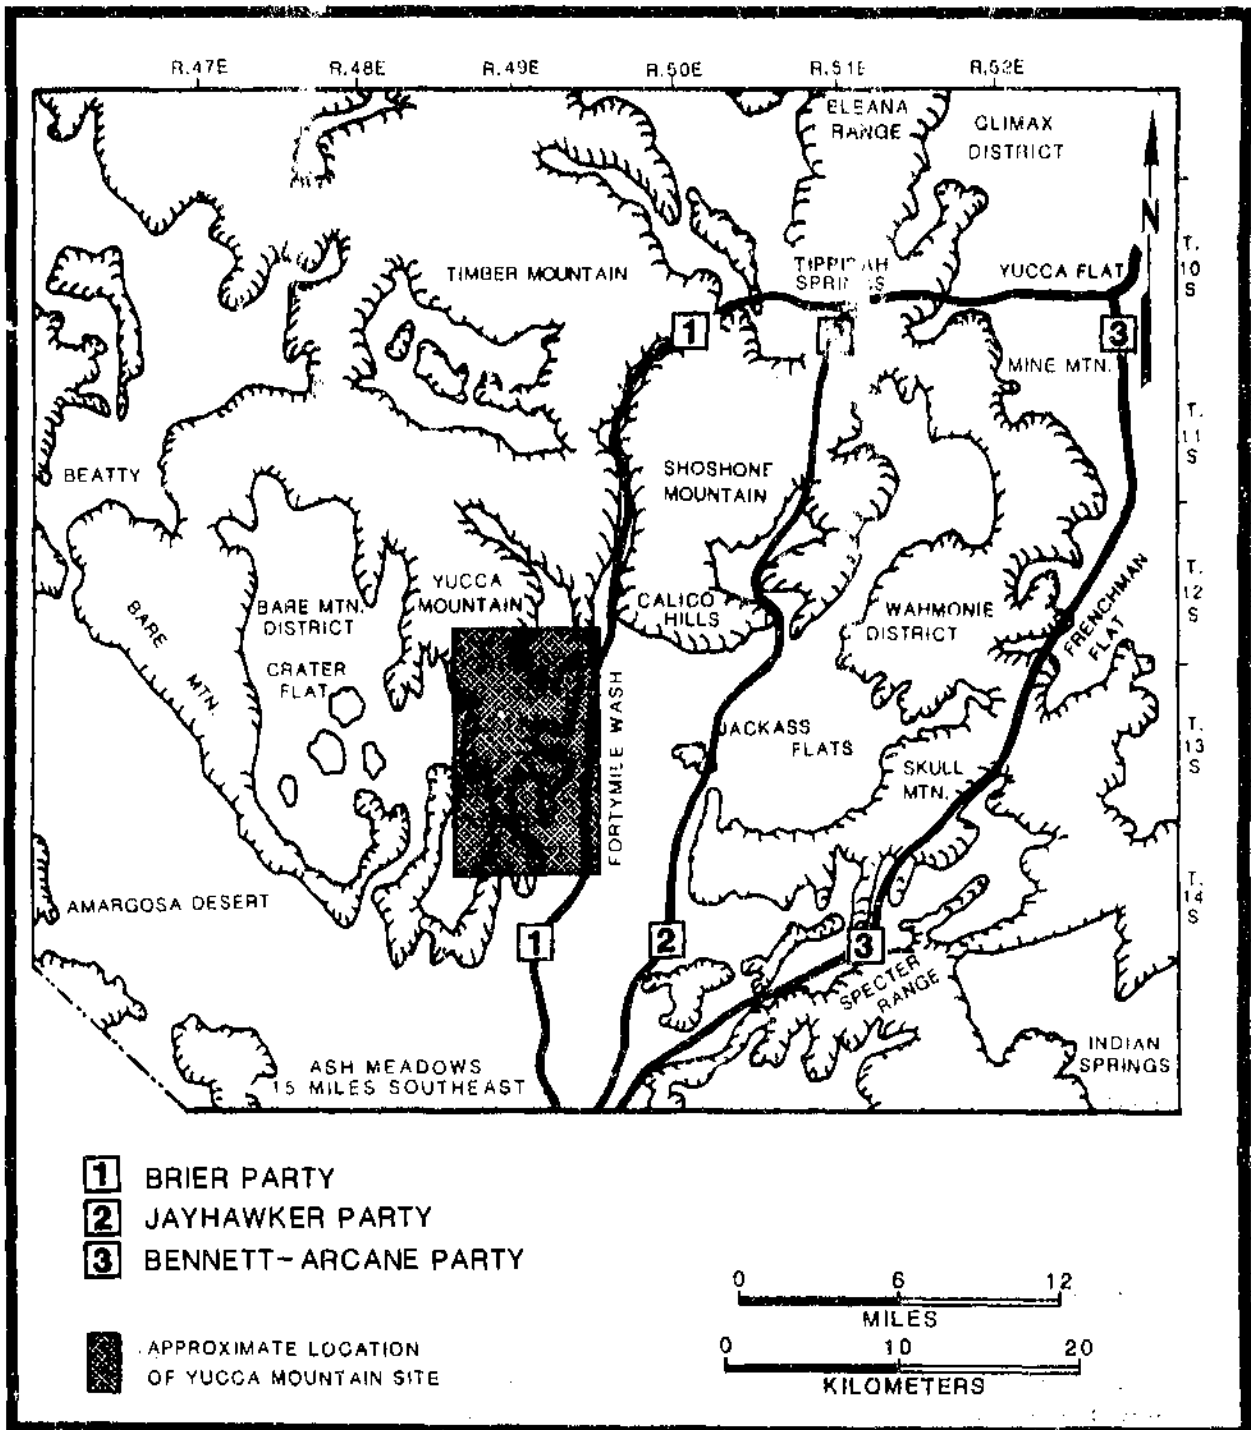 R.47E R.48E R.49E R.50E R.51E R.52E
ELEANA
RANGE
CLIMAX
DISTRICT
N
T.
10
S
TIMBER MOUNTAIN
YUCCA FLAT
1
3
MINE MTN.
T.
11
S
BEATTY
SHOSHONE
MOUNTAIN
T.
12
S
YUCCA
MOUNTAIN
BARE MTN.
DISTRICT
BARE
MTN.
CALICO
HILLS
WAHMONIE
DISTRICT
FRENCHMAN
FLAT
CRATER
FLAT
FORTYMILE WASH
JACKASS
FLATS
T.
13
S
SKULL
MTN.
T.
14
S
AMARGOSA DESERT
1
2
3
SPECTER
RANGE
INDIAN
SPRINGS
ASH MEADOWS
15 MILES SOUTHEAST
1 BRIER PARTY
2 JAYHAWKER PARTY
3 BENNETT-ARCANE PARTY
0 6 12
MILES
0 10 20
KILOMETERS
APPROXIMATE LOCATION
OF YUCCA MOUNTAIN SITE